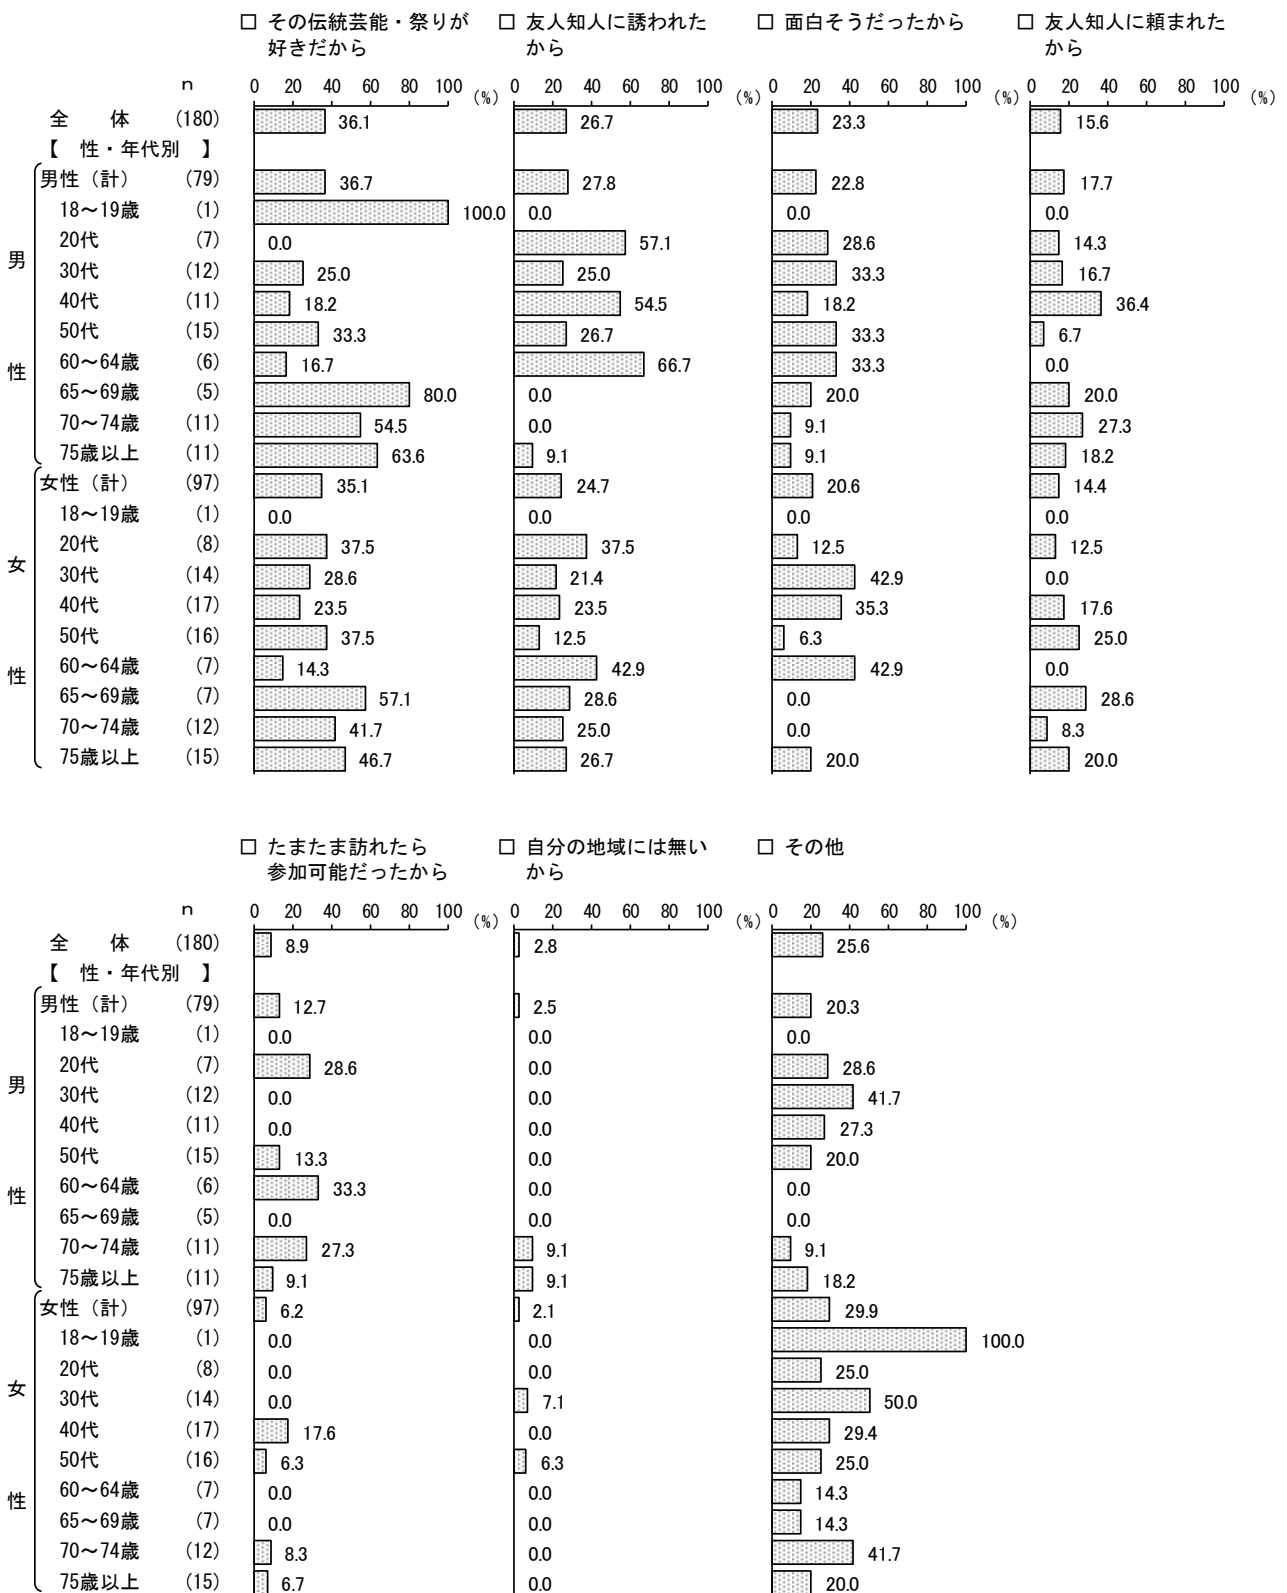 □ その伝統芸能・祭りが好きだから □ 友人知人に誘われたから □ 面白そうだったから □ 友人知人に頼まれたから
n 0 20 40 60 80 100 (%) 0 20 40 60 80 100 (%) 0 20 40 60 80 100 (%) 0 20 40 60 80 100 (%)
全 体 (180) 36.1 26.7 23.3 15.6
【 性・年代別 】
男性（計） (79) 36.7 27.8 22.8 17.7
18～19歳 (1) 100.0 0.0 0.0 0.0
20代 (7) 0.0 57.1 28.6 14.3
男
30代 (12) 25.0 25.0 33.3 16.7
40代 (11) 18.2 54.5 18.2 36.4
50代 (15) 33.3 26.7 33.3 6.7
60～64歳 (6) 16.7 66.7 33.3 0.0
性
65～69歳 (5) 80.0 0.0 20.0 20.0
70～74歳 (11) 54.5 0.0 9.1 27.3
75歳以上 (11) 63.6 9.1 9.1 18.2
女性（計） (97) 35.1 24.7 20.6 14.4
18～19歳 (1) 0.0 0.0 0.0 0.0
20代 (8) 37.5 37.5 12.5 12.5
女
30代 (14) 28.6 21.4 42.9 0.0
40代 (17) 23.5 23.5 35.3 17.6
50代 (16) 37.5 12.5 6.3 25.0
60～64歳 (7) 14.3 42.9 42.9 0.0
性
65～69歳 (7) 57.1 28.6 0.0 28.6
70～74歳 (12) 41.7 25.0 0.0 8.3
75歳以上 (15) 46.7 26.7 20.0 20.0
□ たまたま訪れたら参加可能だったから □ 自分の地域には無いから □ その他
n 0 20 40 60 80 100 (%) 0 20 40 60 80 100 (%) 0 20 40 60 80 100 (%)
全 体 (180) 8.9 2.8 25.6
【 性・年代別 】
男性（計） (79) 12.7 2.5 20.3
18～19歳 (1) 0.0 0.0 0.0
20代 (7) 28.6 0.0 28.6
男
30代 (12) 0.0 0.0 41.7
40代 (11) 0.0 0.0 27.3
50代 (15) 13.3 0.0 20.0
60～64歳 (6) 33.3 0.0 0.0
性
65～69歳 (5) 0.0 0.0 0.0
70～74歳 (11) 27.3 9.1 9.1
75歳以上 (11) 9.1 9.1 18.2
女性（計） (97) 6.2 2.1 29.9
18～19歳 (1) 0.0 0.0 100.0
20代 (8) 0.0 0.0 25.0
女
30代 (14) 0.0 7.1 50.0
40代 (17) 17.6 0.0 29.4
50代 (16) 6.3 6.3 25.0
60～64歳 (7) 0.0 0.0 14.3
性
65～69歳 (7) 0.0 0.0 14.3
70～74歳 (12) 8.3 0.0 41.7
75歳以上 (15) 6.7 0.0 20.0